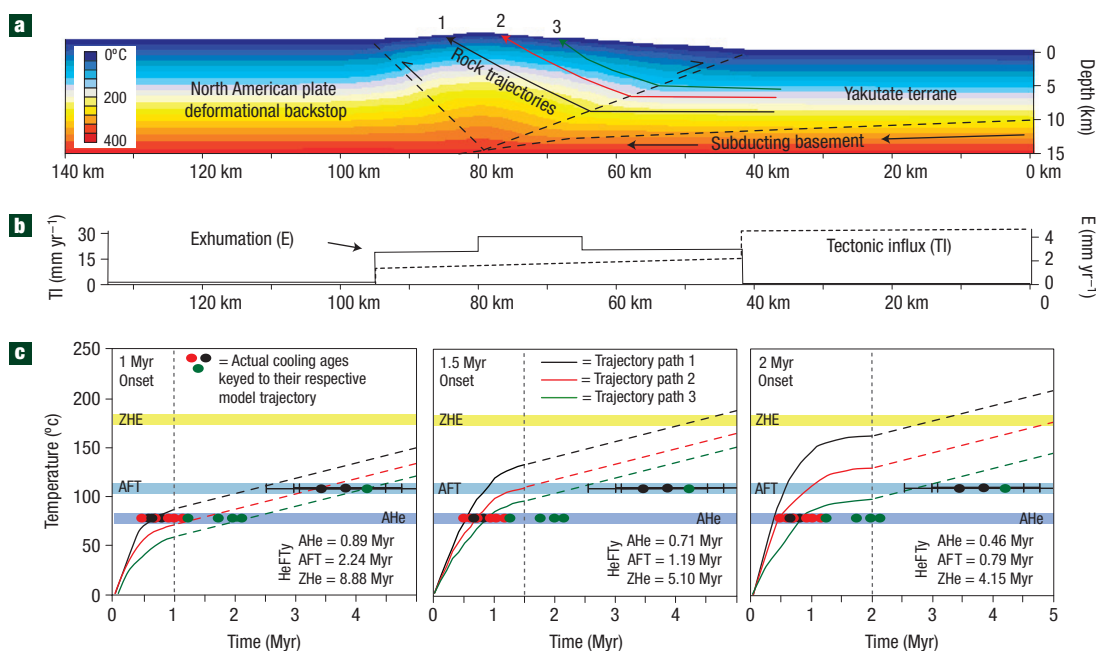 a
1
2
3
0ºC
200
400
North American plate
deformational backstop
Rock trajectories
Yakutate terrane
Subducting basement
0
5
10
15
Depth (km)
140 km
120 km
100 km
80 km
60 km
40 km
20 km
0 km
b
TI (mm yr⁻¹)
30
15
0
Exhumation (E)
Tectonic influx (TI)
4
2
0
E (mm yr⁻¹)
120 km
100 km
80 km
60 km
40 km
20 km
0
c
Temperature (ºc)
250
200
150
100
50
0
1 Myr
Onset
= Actual cooling ages
keyed to their respective
model trajectory
ZHE
AFT
AHe
HeFTy
AHe = 0.89 Myr
AFT = 2.24 Myr
ZHe = 8.88 Myr
0
1
2
3
4
Time (Myr)
1.5 Myr
Onset
= Trajectory path 1
= Trajectory path 2
= Trajectory path 3
ZHE
AFT
AHe
HeFTy
AHe = 0.71 Myr
AFT = 1.19 Myr
ZHe = 5.10 Myr
0
1
2
3
4
Time (Myr)
2 Myr
Onset
ZHE
AFT
AHe
HeFTy
AHe = 0.46 Myr
AFT = 0.79 Myr
ZHe = 4.15 Myr
0
1
2
3
4
5
Time (Myr)